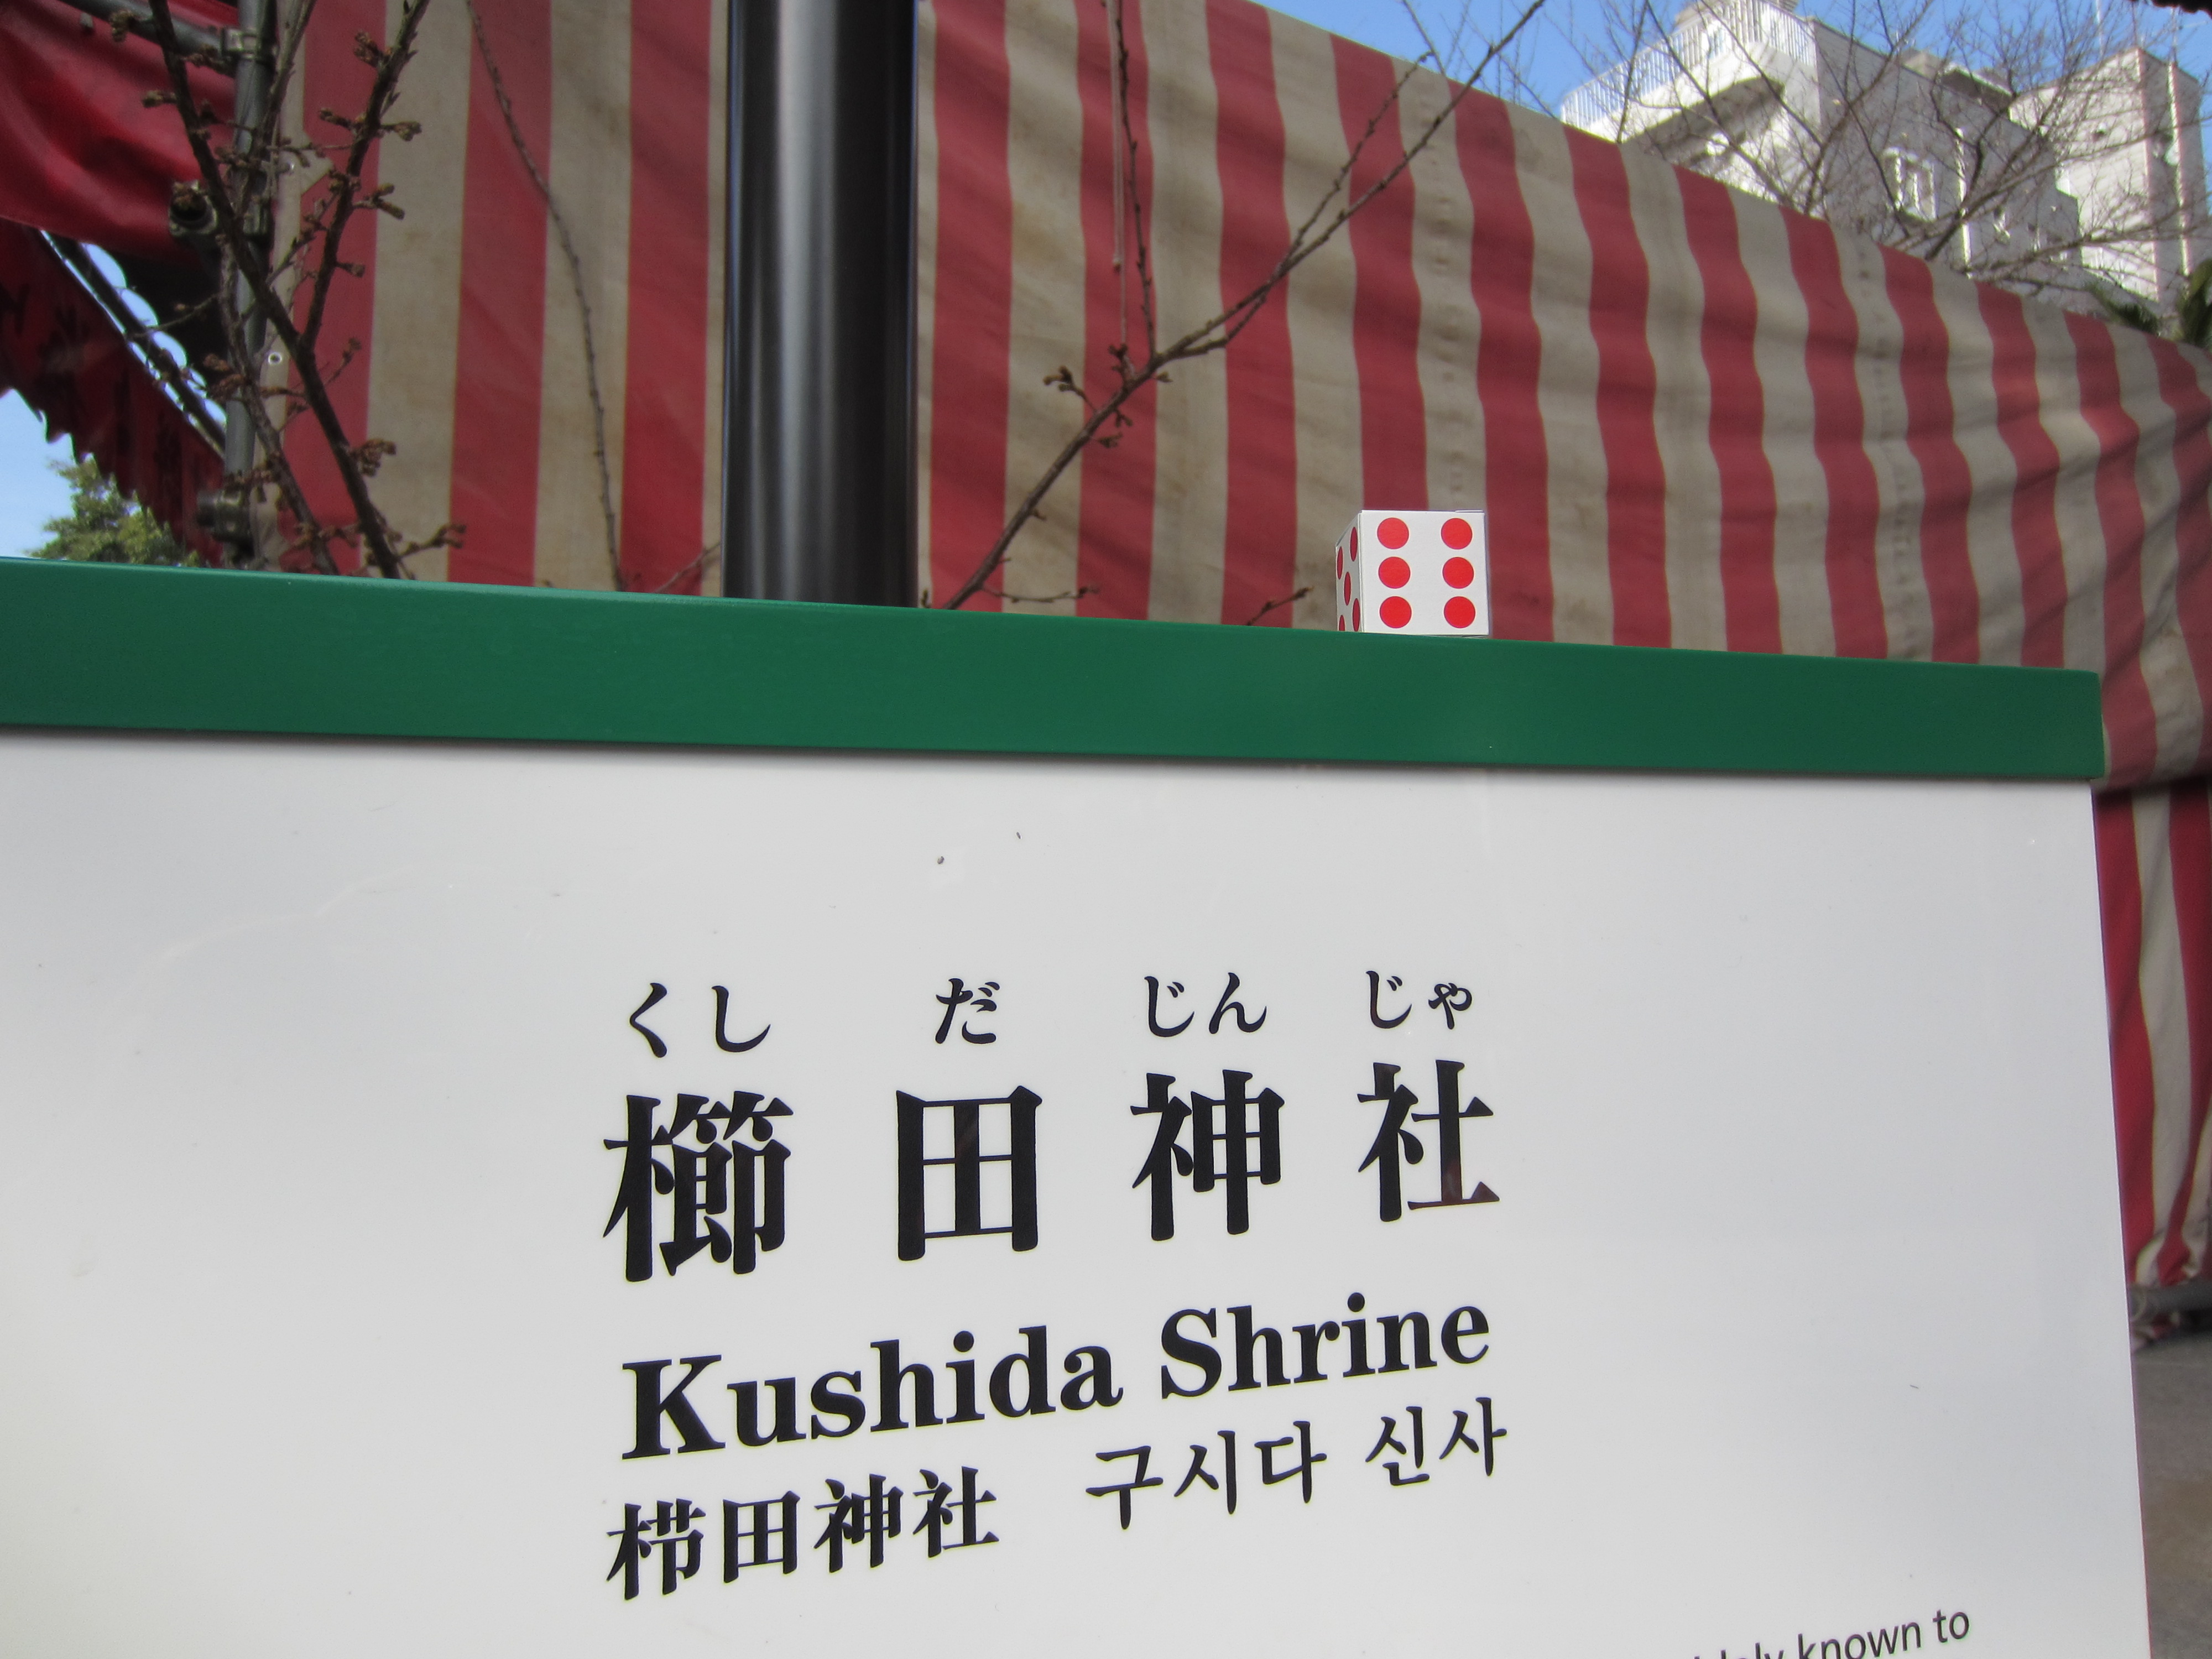 くし だ じん じゃ
櫛田神社
Kushida Shrine
栉田神社 구시다 신사
known to